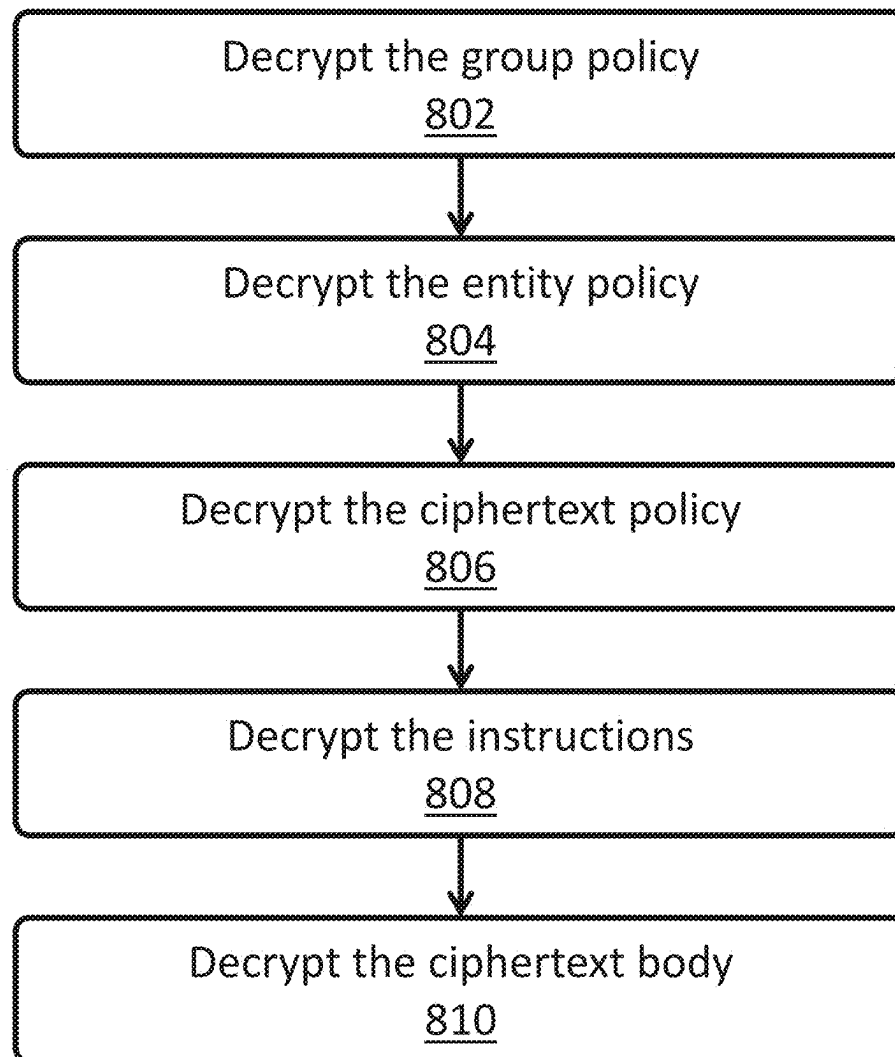 Decrypt the group policy
802
Decrypt the entity policy
804
Decrypt the ciphertext policy
806
Decrypt the instructions
808
Decrypt the ciphertext body
810